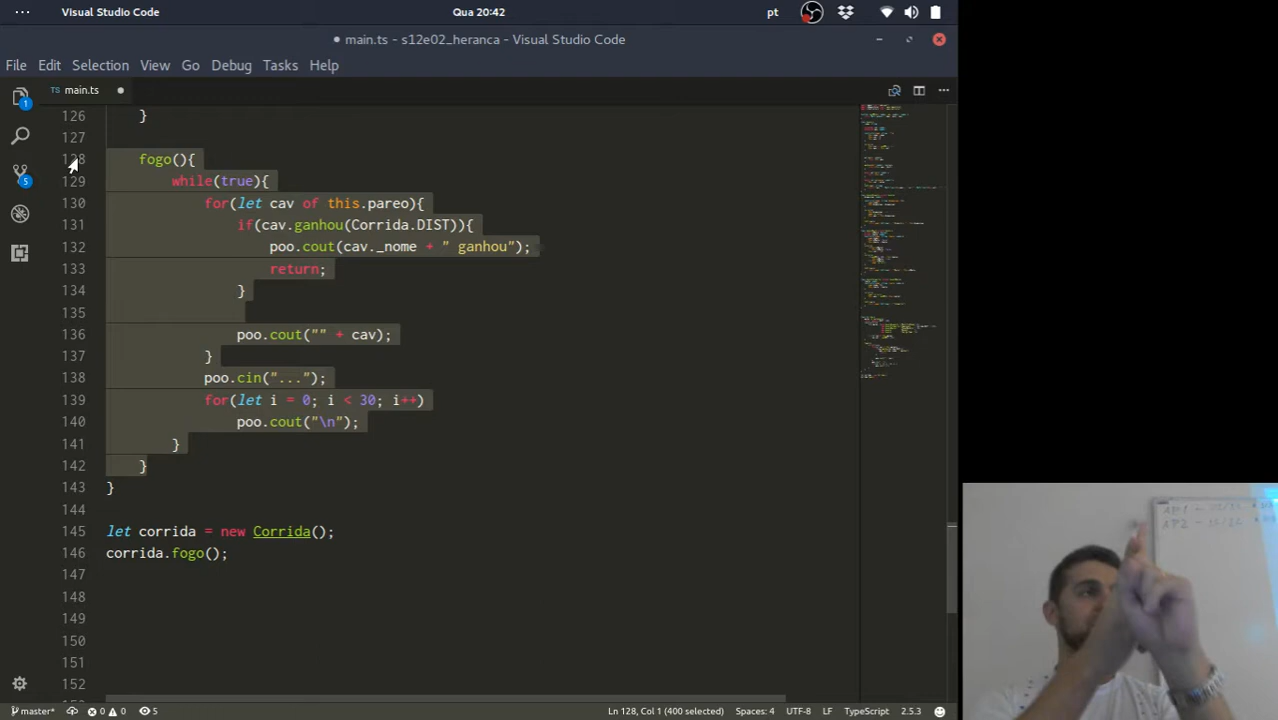 Visual Studio Code
Qua 20:42
pt
main.ts - s12e02_heranca - Visual Studio Code
File Edit Selection View Go Debug Tasks Help
TS main.ts
1
5
126 }
127
128 fogo(){
129 while(true){
130 for(let cav of this.pareo){
131 if(cav.ganhou(Corrida.DIST)){
132 poo.cout(cav._nome + " ganhou");
133 return;
134 }
135
136 poo.cout("" + cav);
137 }
138 poo.cin("...");
139 for(let i = 0; i < 30; i++)
140 poo.cout("\n");
141 }
142 }
143 }
144
145 let corrida = new Corrida();
146 corrida.fogo();
147
148
149
150
151
152
master* 0 0 5 Ln 128, Col 1 (400 selected) Spaces: 4 UTF-8 LF TypeScript 2.5.3